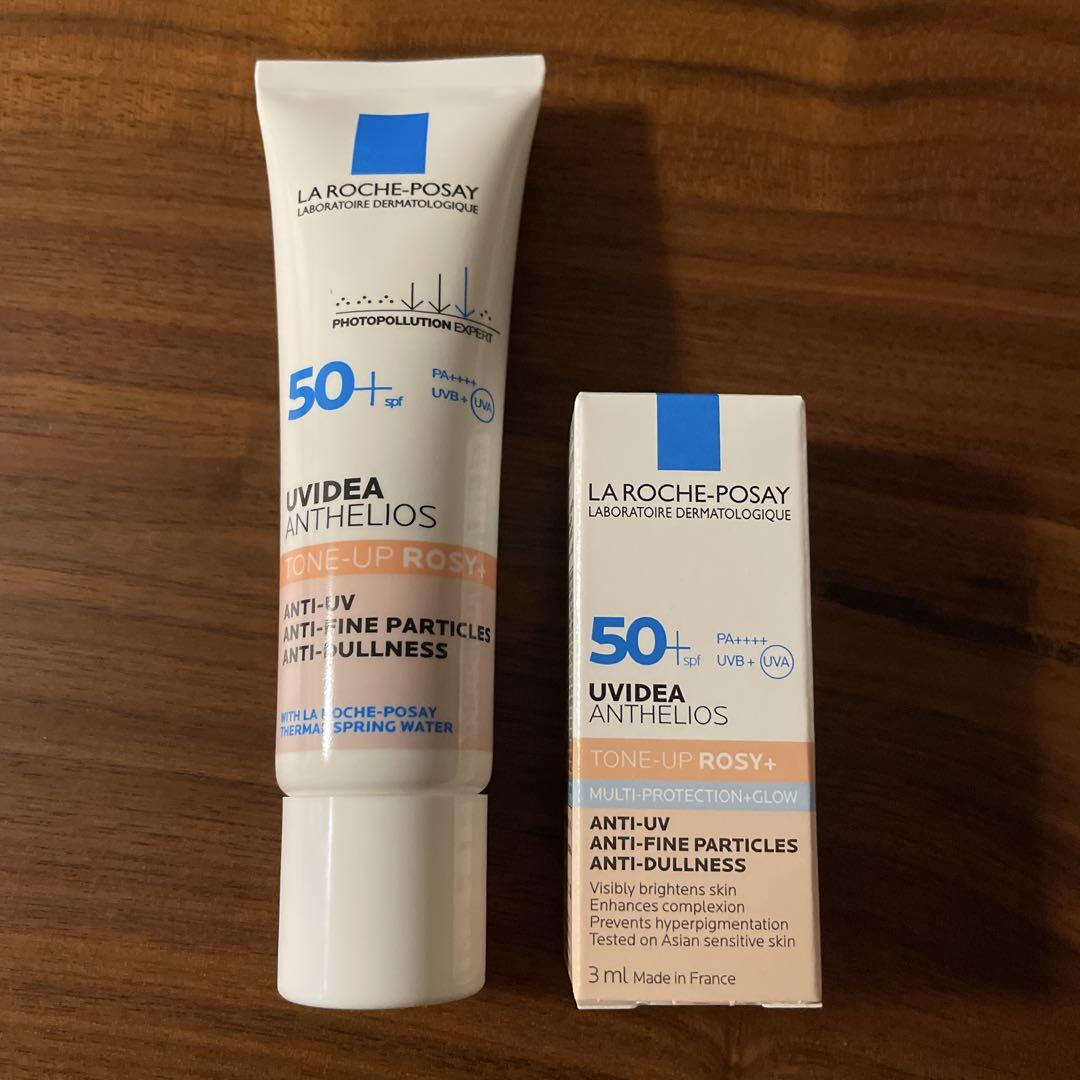 LA ROCHE-POSAY
LABORATOIRE DERMATOLOGIQUE
PHOTOPOLLUTION EXPERT
50+ spf
PA++++
UVB + UVA
UVIDEA
ANTHELIOS
TONE-UP ROSY+
ANTI-UV
ANTI-FINE PARTICLES
ANTI-DULLNESS
WITH LA ROCHE-POSAY
THERMAL SPRING WATER
LA ROCHE-POSAY
LABORATOIRE DERMATOLOGIQUE
50+ spf
PA++++
UVB + UVA
UVIDEA
ANTHELIOS
TONE-UP ROSY+
MULTI-PROTECTION+GLOW
ANTI-UV
ANTI-FINE PARTICLES
ANTI-DULLNESS
Visibly brightens skin
Enhances complexion
Prevents hyperpigmentation
Tested on Asian sensitive skin
3 ml Made in France